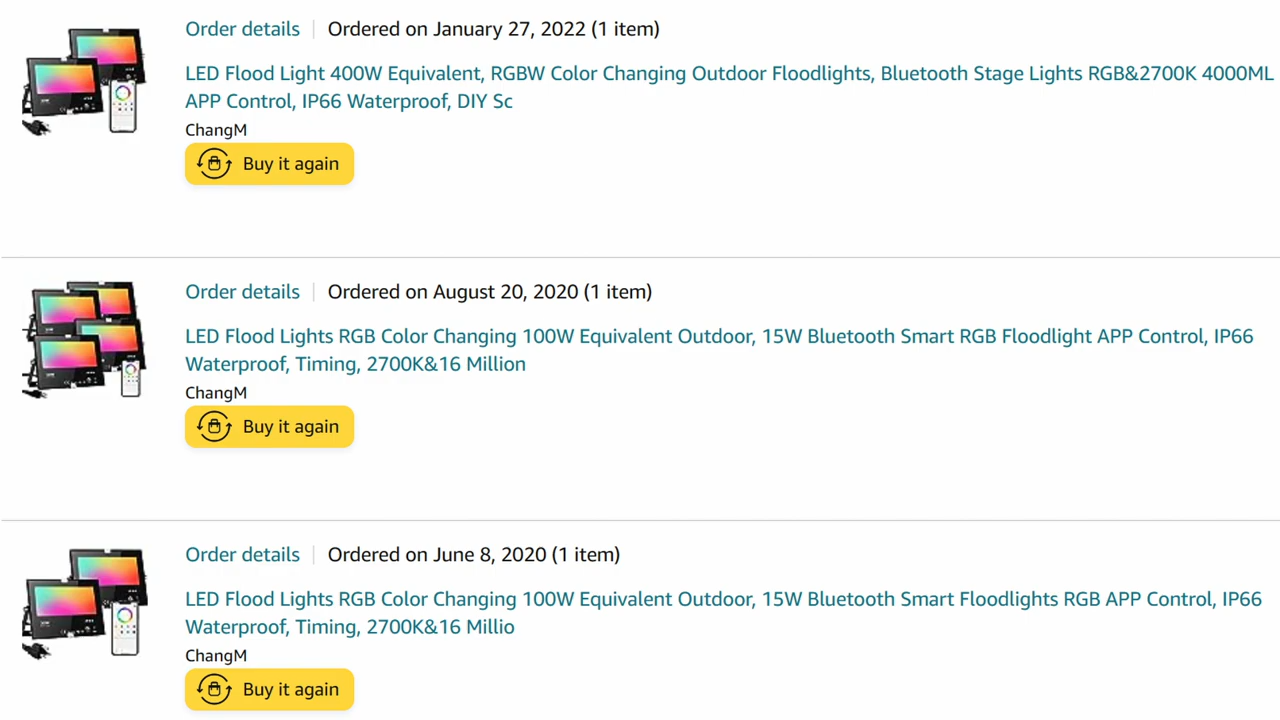 Order details | Ordered on January 27, 2022 (1 item)
LED Flood Light 400W Equivalent, RGBW Color Changing Outdoor Floodlights, Bluetooth Stage Lights RGB&2700K 4000ML
APP Control, IP66 Waterproof, DIY Sc
ChangM
Buy it again
Order details | Ordered on August 20, 2020 (1 item)
LED Flood Lights RGB Color Changing 100W Equivalent Outdoor, 15W Bluetooth Smart RGB Floodlight APP Control, IP66
Waterproof, Timing, 2700K&16 Million
ChangM
Buy it again
Order details | Ordered on June 8, 2020 (1 item)
LED Flood Lights RGB Color Changing 100W Equivalent Outdoor, 15W Bluetooth Smart Floodlights RGB APP Control, IP66
Waterproof, Timing, 2700K&16 Millio
ChangM
Buy it again